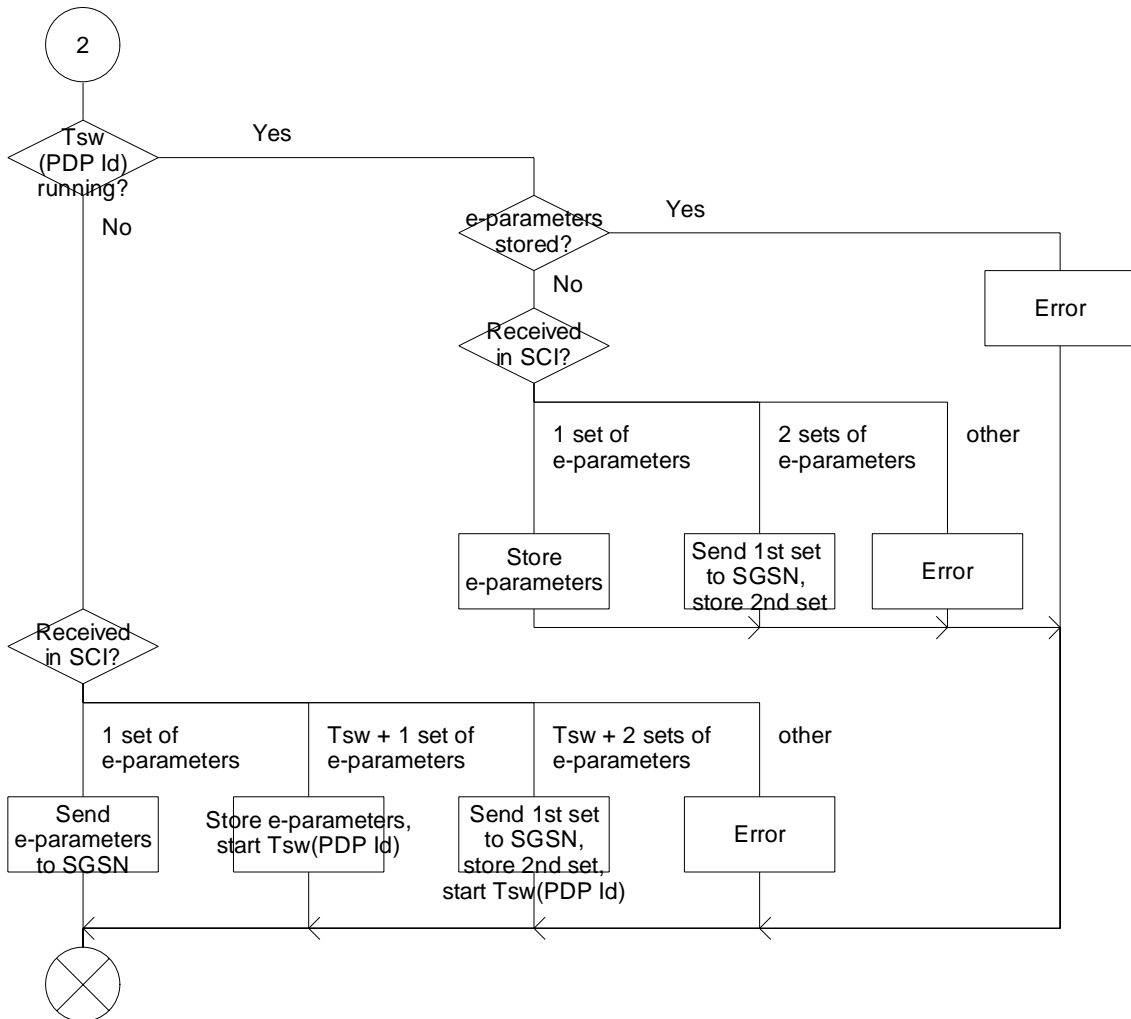 2
Tsw
(PDP Id)
running?
Yes
No
e-parameters
stored?
Yes
No
Error
Received
in SCI?
1 set of
e-parameters
2 sets of
e-parameters
other
Store
e-parameters
Send 1st set
to SGSN,
store 2nd set
Error
Received
in SCI?
1 set of
e-parameters
Tsw + 1 set of
e-parameters
Tsw + 2 sets of
e-parameters
other
Send
e-parameters
to SGSN
Store e-parameters,
start Tsw(PDP Id)
Send 1st set
to SGSN,
store 2nd set,
start Tsw(PDP Id)
Error